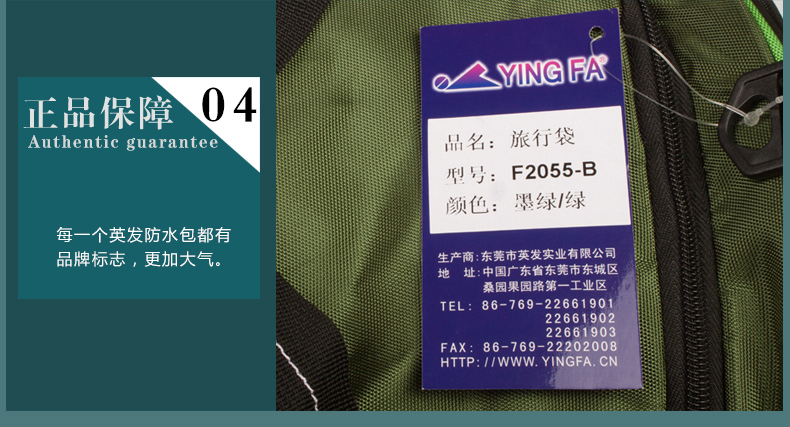 正品保障 04
Authentic guarantee
每一个英发防水包都有
品牌标志，更加大气。
YING FA®
品名：旅行袋
型号：F2055-B
颜色：墨绿/绿
生产商:东莞市英发实业有限公司
地 址:中国广东省东莞市东城区
桑园果园路第一工业区
TEL: 86-769-22661901
22661902
22661903
FAX: 86-769-22202008
HTTP://WWW.YINGFA.CN